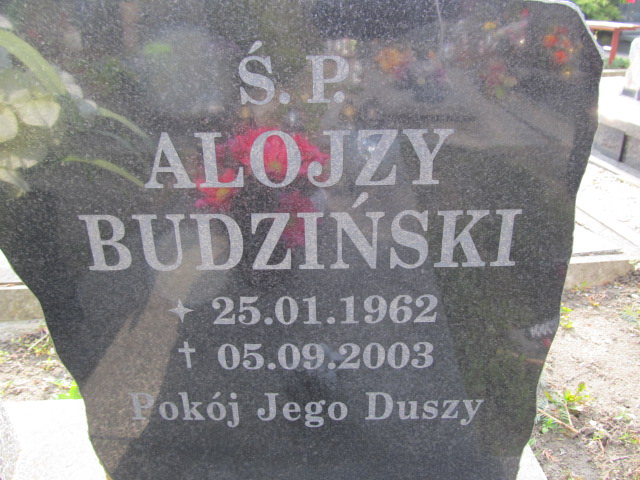 Ś. P.
ALOJZY
BUDZIŃSKI
✦ 25.01.1962
† 05.09.2003
Pokój Jego Duszy